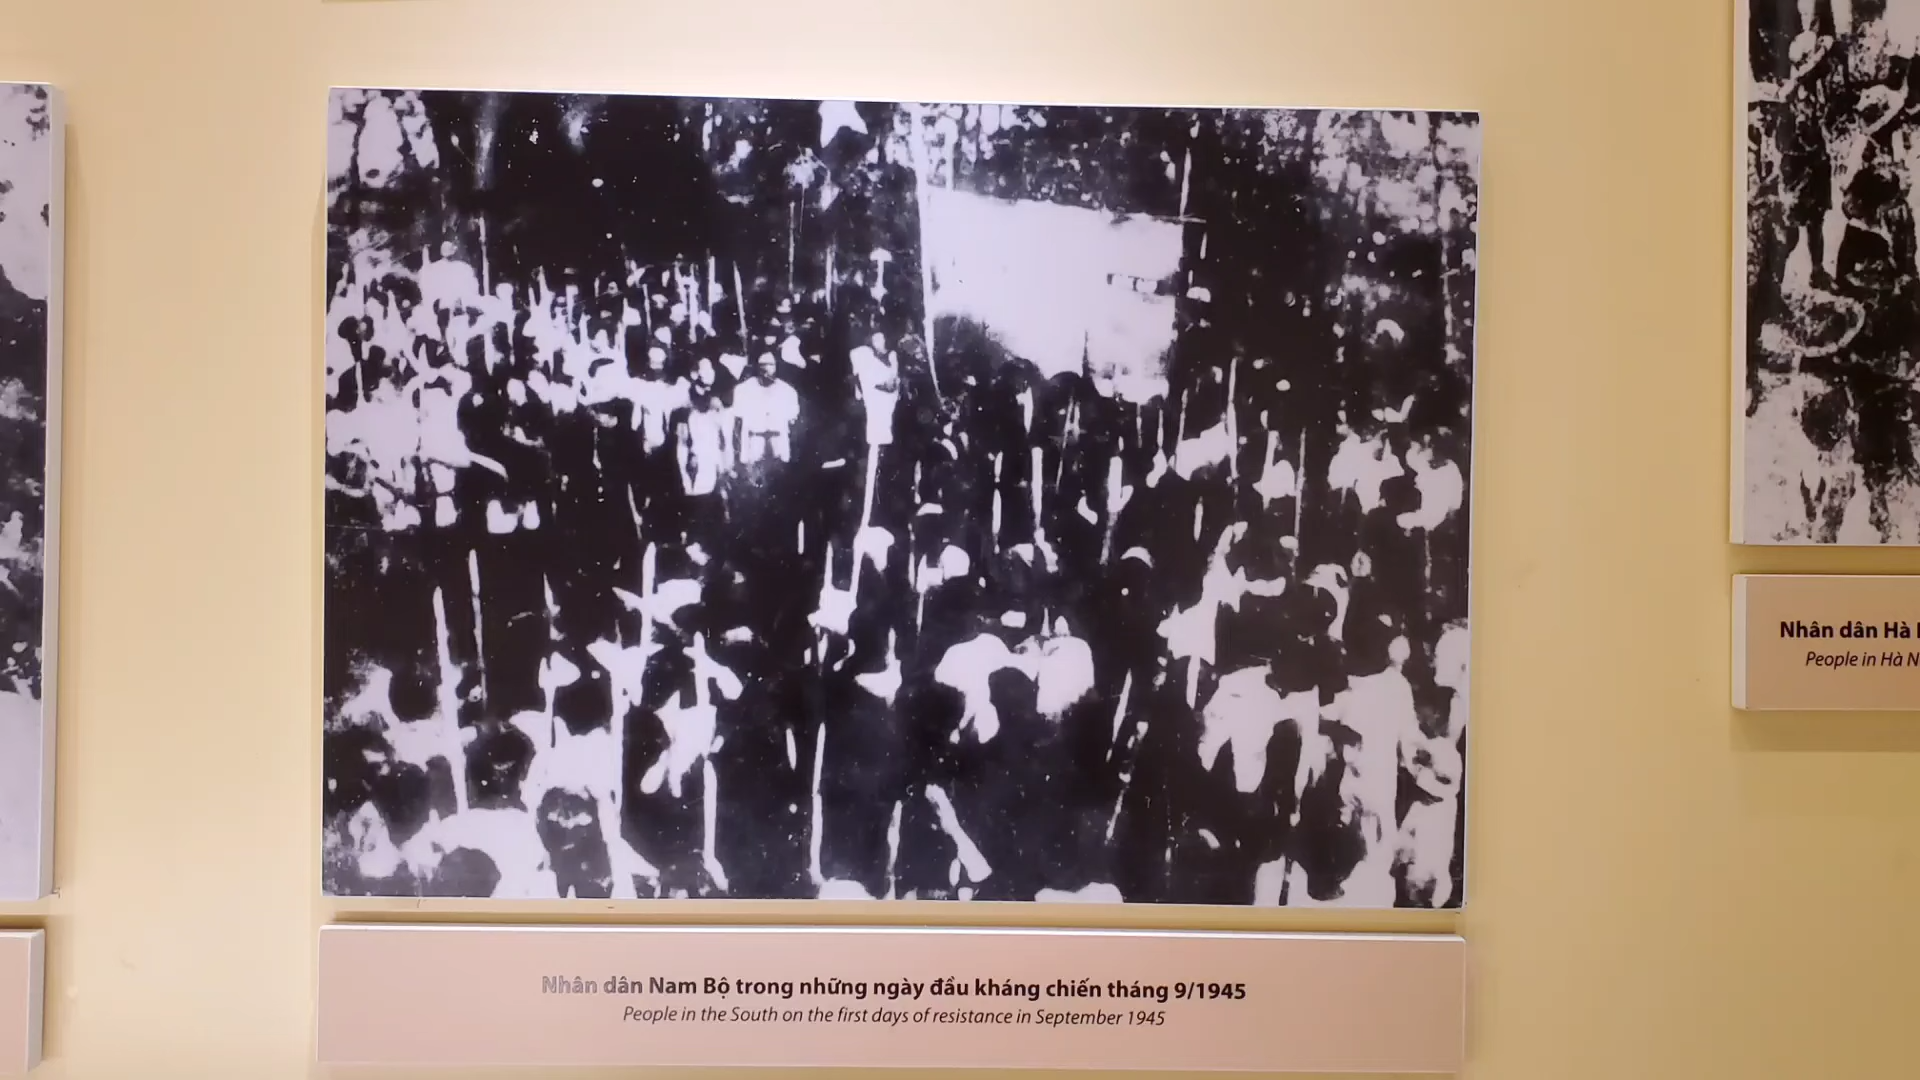 Nhân dân Nam Bộ trong những ngày đầu kháng chiến tháng 9/1945
People in the South on the first days of resistance in September 1945
Nhân dân Hà
People in Hà N